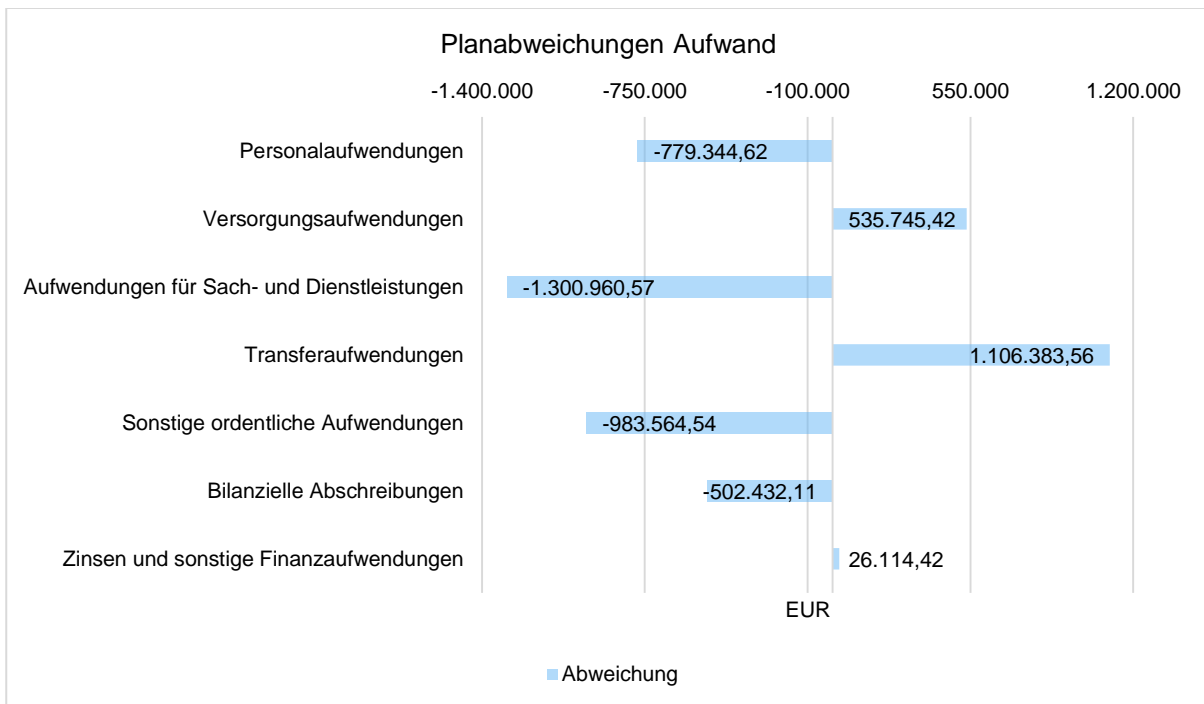 Planabweichungen Aufwand
-1.400.000 -750.000 -100.000 550.000 1.200.000
Personalaufwendungen -779.344,62
Versorgungsaufwendungen 535.745,42
Aufwendungen für Sach- und Dienstleistungen -1.300.960,57
Transferaufwendungen 1.106.383,56
Sonstige ordentliche Aufwendungen -983.564,54
Bilanzielle Abschreibungen -502.432,11
Zinsen und sonstige Finanzaufwendungen 26.114,42
EUR
Abweichung